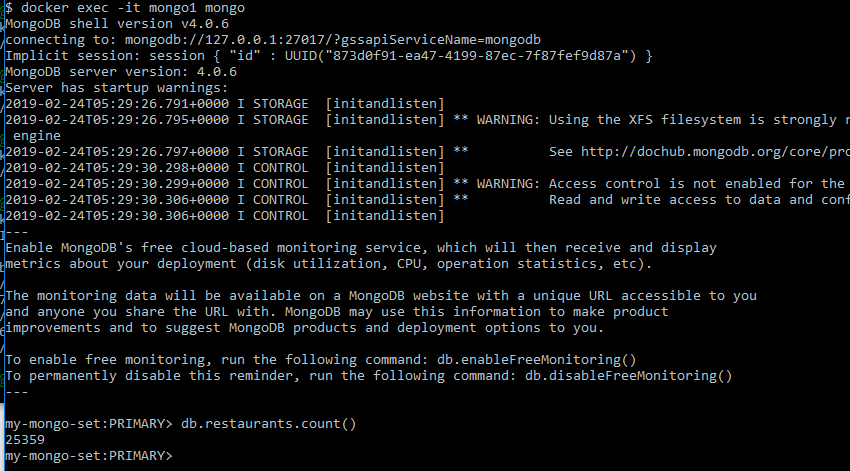 $ docker exec -it mongo1 mongo
MongoDB shell version v4.0.6
connecting to: mongodb://127.0.0.1:27017/?gssapiServiceName=mongodb
Implicit session: session { "id" : UUID("873d0f91-ea47-4199-87ec-7f87fef9d87a") }
MongoDB server version: 4.0.6
Server has startup warnings:
2019-02-24T05:29:26.791+0000 I STORAGE  [initandlisten]
2019-02-24T05:29:26.795+0000 I STORAGE  [initandlisten] ** WARNING: Using the XFS filesystem is strongly
 engine
2019-02-24T05:29:26.797+0000 I STORAGE  [initandlisten] **          See http://dochub.mongodb.org/core/pro
2019-02-24T05:29:30.298+0000 I CONTROL  [initandlisten]
2019-02-24T05:29:30.299+0000 I CONTROL  [initandlisten] ** WARNING: Access control is not enabled for the
2019-02-24T05:29:30.306+0000 I CONTROL  [initandlisten] **          Read and write access to data and conf
2019-02-24T05:29:30.306+0000 I CONTROL  [initandlisten]
---
Enable MongoDB's free cloud-based monitoring service, which will then receive and display
metrics about your deployment (disk utilization, CPU, operation statistics, etc).

The monitoring data will be available on a MongoDB website with a unique URL accessible to you
and anyone you share the URL with. MongoDB may use this information to make product
improvements and to suggest MongoDB products and deployment options to you.

To enable free monitoring, run the following command: db.enableFreeMonitoring()
To permanently disable this reminder, run the following command: db.disableFreeMonitoring()
---

my-mongo-set:PRIMARY> db.restaurants.count()
25359
my-mongo-set:PRIMARY>